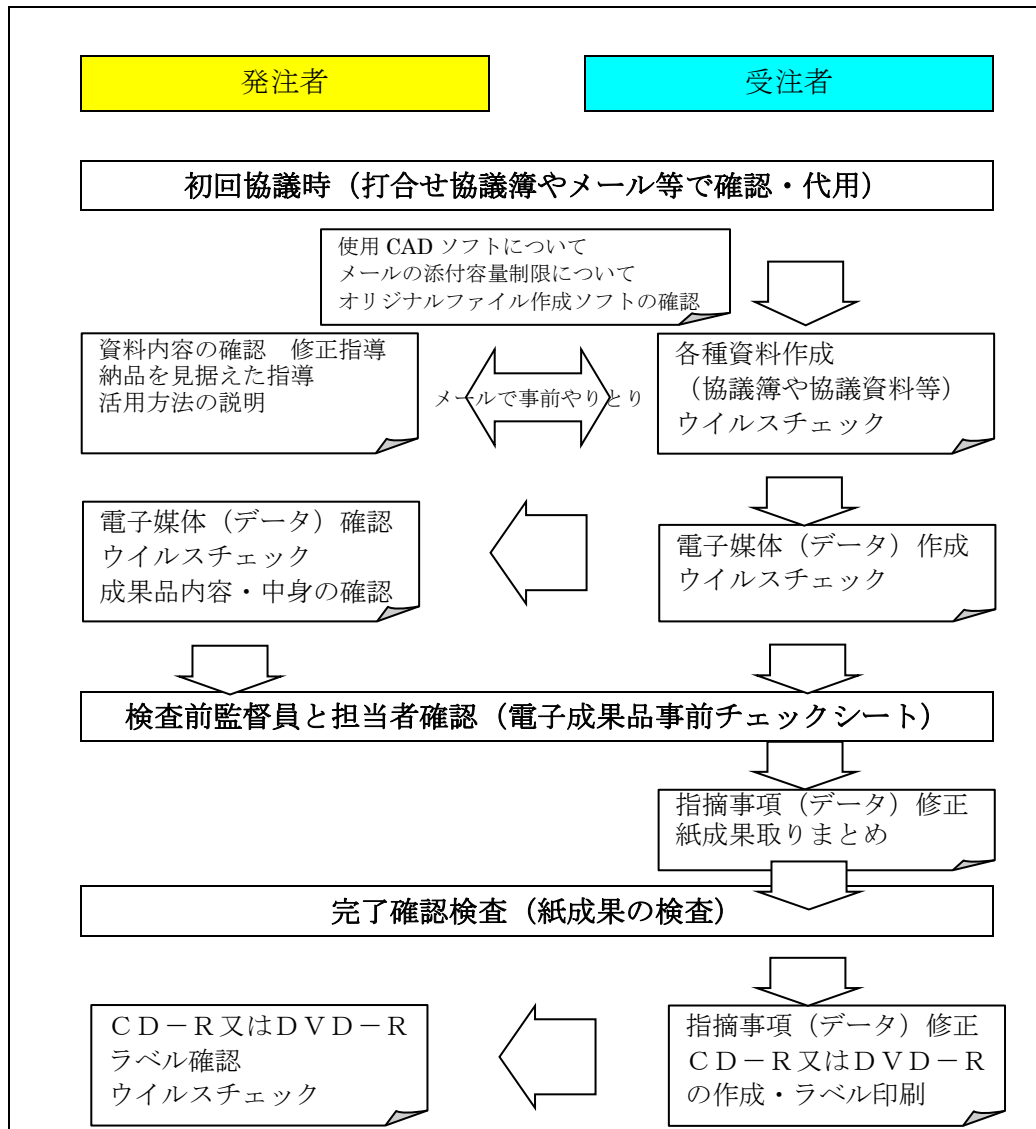 発注者
受注者
初回協議時（打合せ協議簿やメール等で確認・代用）
使用 CAD ソフトについて
メールの添付容量制限について
オリジナルファイル作成ソフトの確認
資料内容の確認　修正指導
納品を見据えた指導
活用方法の説明
メールで事前やりとり
各種資料作成
（協議簿や協議資料等）
ウイルスチェック
電子媒体（データ）確認
ウイルスチェック
成果品内容・中身の確認
電子媒体（データ）作成
ウイルスチェック
検査前監督員と担当者確認（電子成果品事前チェックシート）
指摘事項（データ）修正
紙成果取りまとめ
完了確認検査（紙成果の検査）
ＣＤ－Ｒ又はＤＶＤ－Ｒ
ラベル確認
ウイルスチェック
指摘事項（データ）修正
ＣＤ－Ｒ又はＤＶＤ－Ｒ
の作成・ラベル印刷